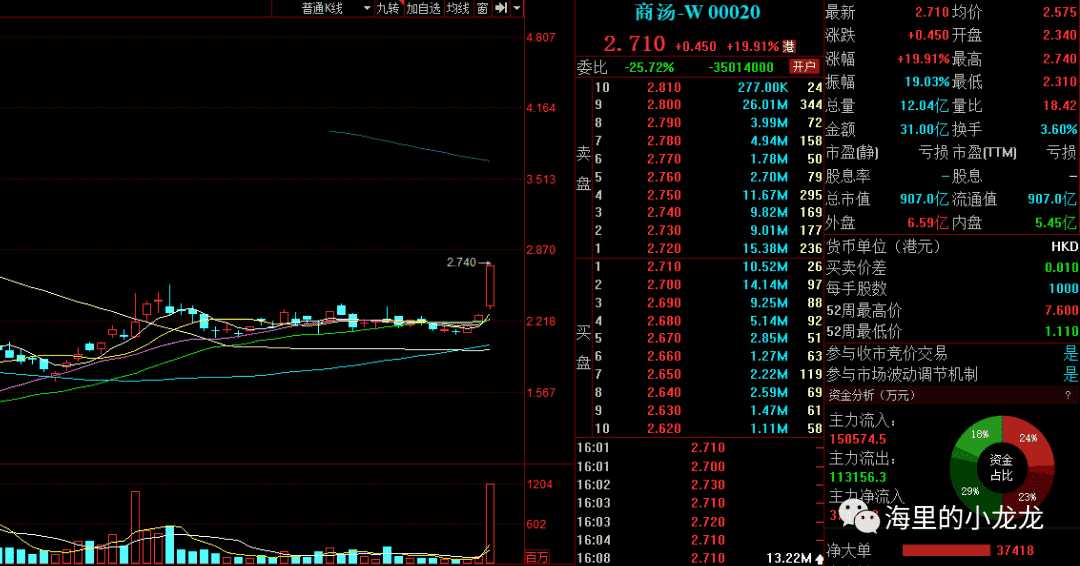 普通K线 九转 加自选 均线 窗
4.807
4.164
3.513
2.870
2.740
2.218
1.567
1204
602
百万
商汤-W 00020
2.710 +0.450 +19.91% 港
委比 -25.72% -35014000 开户
卖盘
10 2.810 277.00K 24
9 2.800 26.01M 344
8 2.790 3.99M 72
7 2.780 4.94M 158
6 2.770 1.78M 50
5 2.760 2.70M 79
4 2.750 11.67M 295
3 2.740 9.82M 169
2 2.730 9.01M 177
1 2.720 15.38M 236
买盘
1 2.710 10.52M 26
2 2.700 14.14M 97
3 2.690 9.25M 88
4 2.680 5.14M 92
5 2.670 2.85M 51
6 2.660 1.27M 63
7 2.650 2.22M 119
8 2.640 2.59M 69
9 2.630 1.47M 61
10 2.620 1.11M 58
16:01 2.710
16:01 2.700
16:02 2.730
16:03 2.710
16:03 2.720
16:04 2.710
16:08 2.710 13.22M
最新 2.710 均价 2.575
涨跌 +0.450 开盘 2.340
涨幅 +19.91% 最高 2.740
振幅 19.03% 最低 2.310
总量 12.04亿 量比 18.42
金额 31.00亿 换手 3.60%
市盈(静) 亏损 市盈(TTM) 亏损
股息率 – 股息 –
总市值 907.0亿 流通值 907.0亿
外盘 6.59亿 内盘 5.45亿
货币单位（港元） HKD
买卖价差 0.010
每手股数 1000
52周最高价 7.600
52周最低价 1.110
参与收市竞价交易 是
参与市场波动调节机制 是
资金分析（万元） ?
主力流入：
150574.5
主力流出：
113156.3
主力净流入
18% 24%
资金
占比
29% 23%
海里的小龙龙
净大单 37418